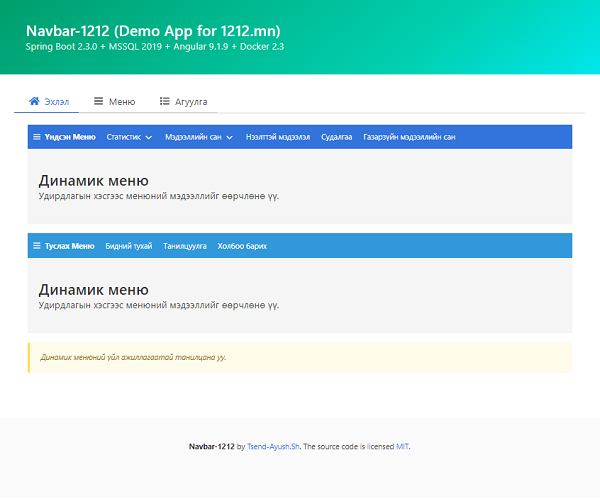 Navbar-1212 (Demo App for 1212.mn)
Spring Boot 2.3.0 + MSSQL 2019 + Angular 9.1.9 + Docker 2.3
Эхлэл Меню Агуулга
Үндсэн Меню Статистик Мэдээллийн сан Нээлттэй мэдээлэл Судалгаа Газарзүйн мэдээллийн сан
Динамик меню
Удирдлагын хэсгээс менюний мэдээллийг өөрчлөнө үү.
Туслах Меню Бидний тухай Танилцуулга Холбоо барих
Динамик меню
Удирдлагын хэсгээс менюний мэдээллийг өөрчлөнө үү.
Динамик менюний үйл ажиллагаатай танилцана уу.
Navbar-1212 by Tsend-Ayush.Sh. The source code is licensed MIT.